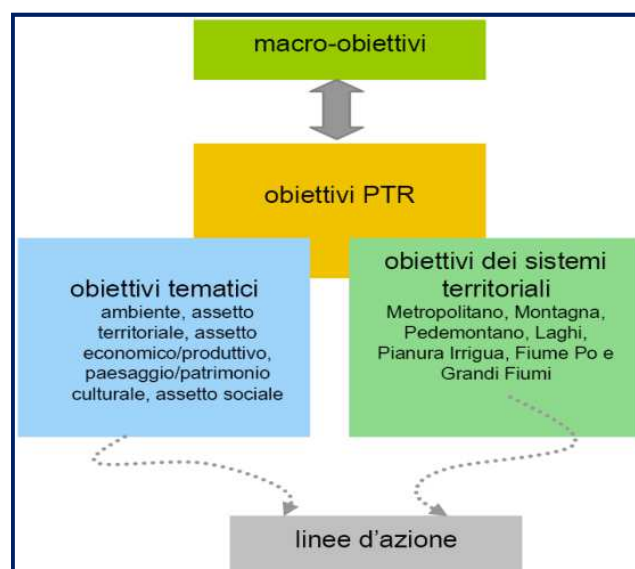 macro-obiettivi
obiettivi PTR
obiettivi tematici
ambiente, assetto
territoriale, assetto
economico/produttivo,
paesaggio/patrimonio
culturale, assetto sociale
obiettivi dei sistemi
territoriali
Metropolitano, Montagna,
Pedemontano, Laghi,
Pianura Irrigua, Fiume Po e
Grandi Fiumi
linee d'azione